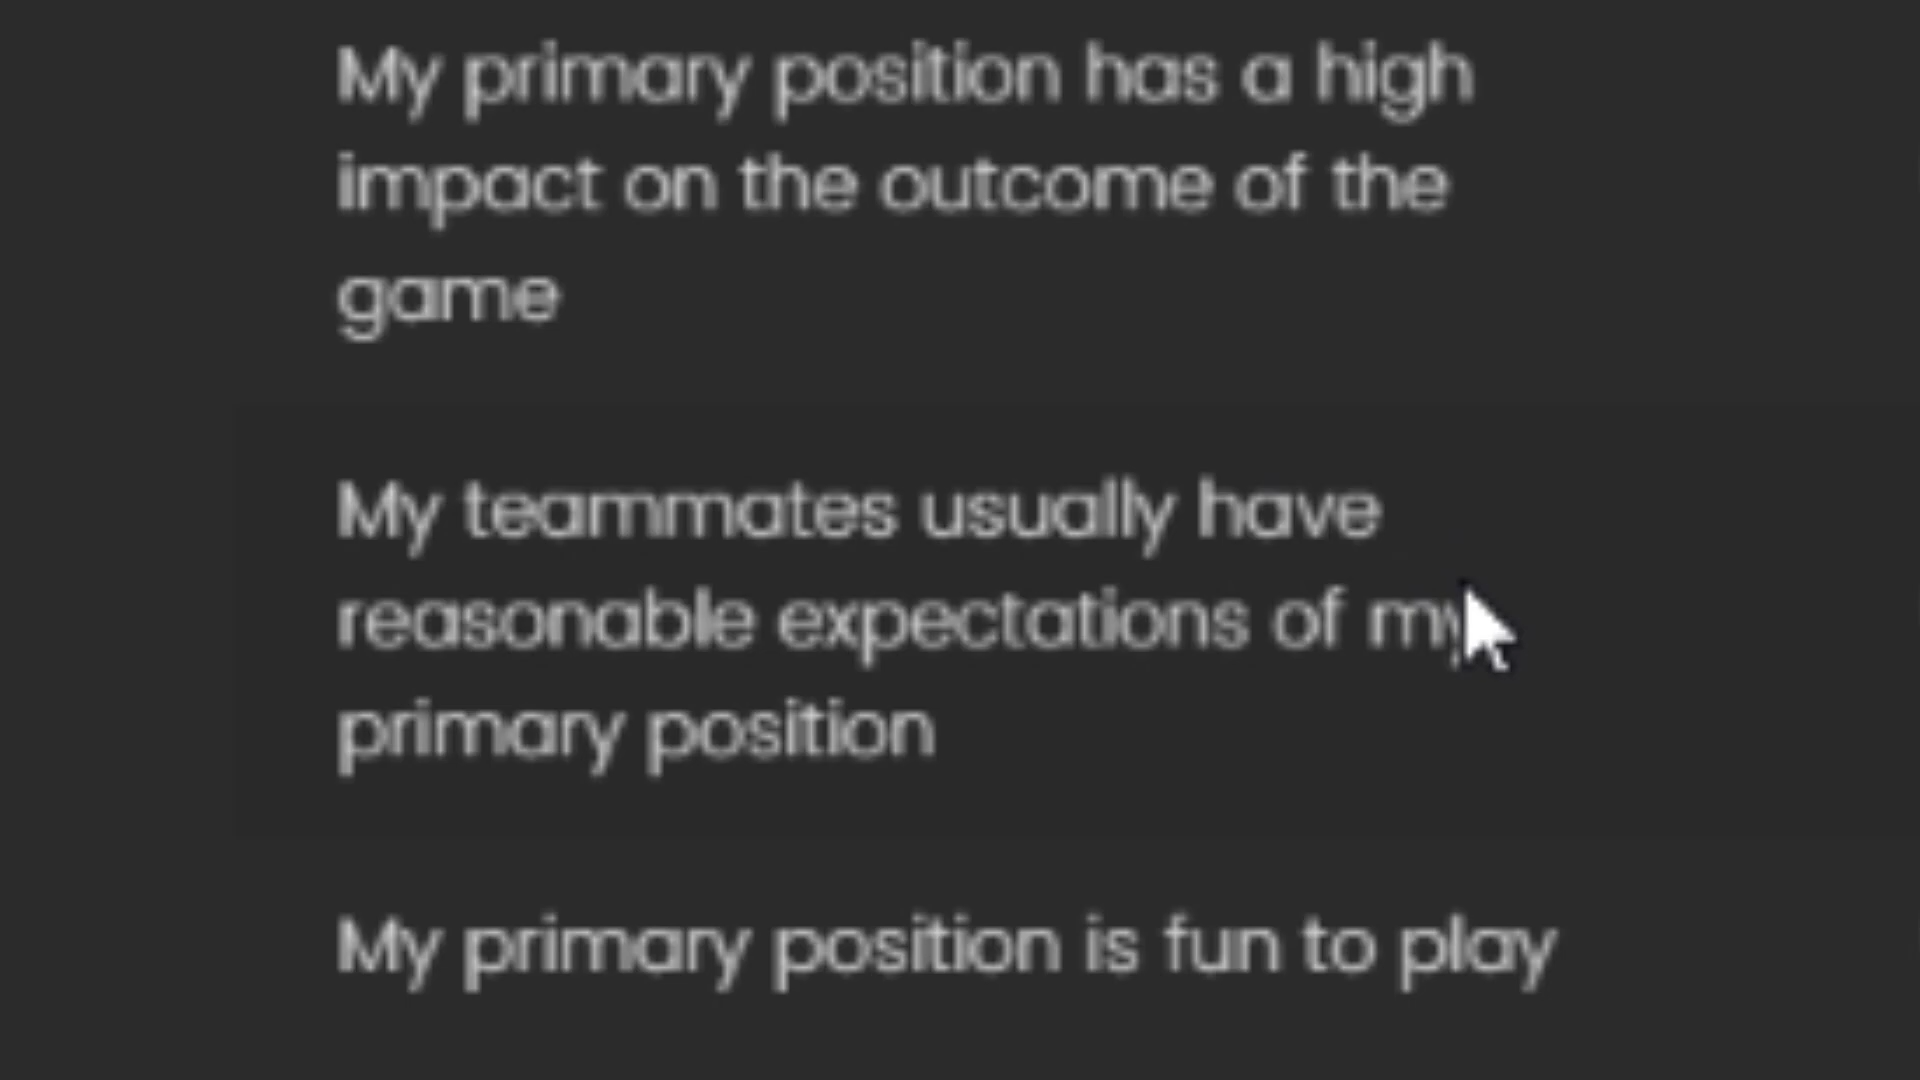 My primary position has a high
impact on the outcome of the
game
My teammates usually have
reasonable expectations of my
primary position
My primary position is fun to play